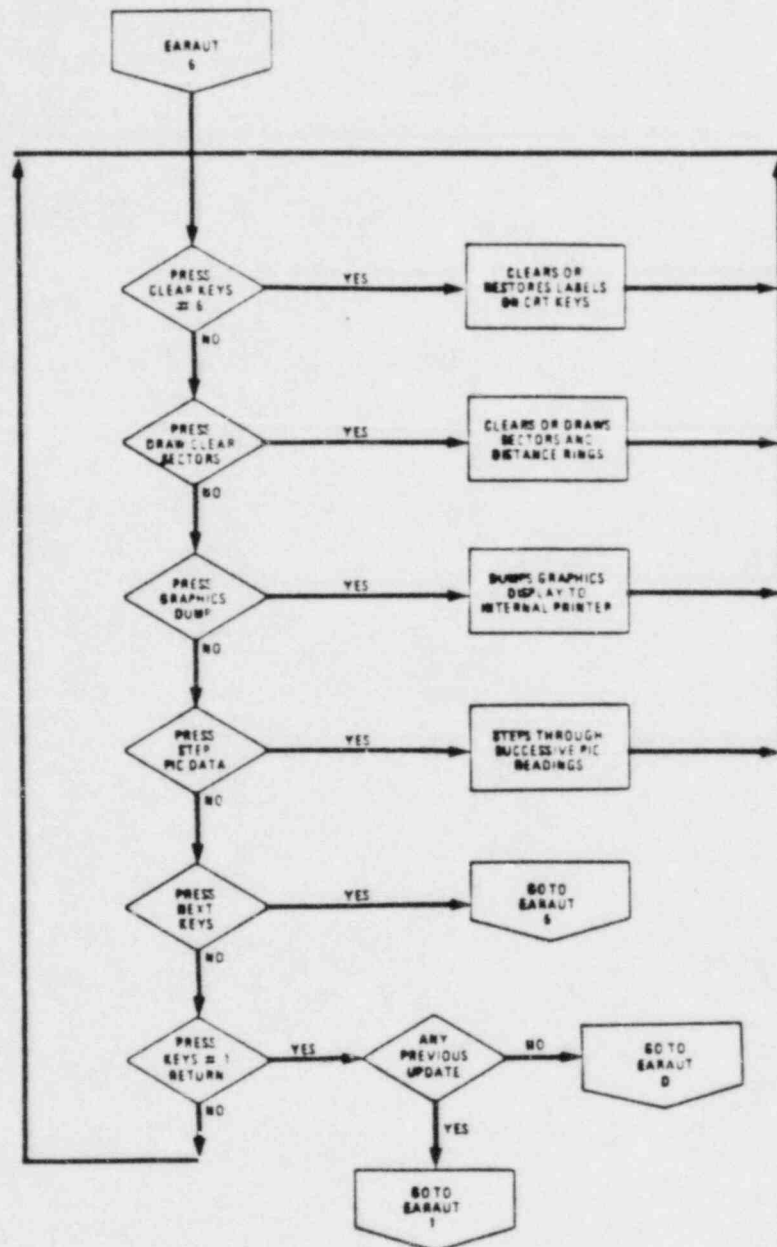 EARAUT
6
PRESS
CLEAR KEYS
# 6
YES
CLEARS OR
RESTORES LABELS
ON CRT KEYS
NO
PRESS
DRAW CLEAR
SECTORS
YES
CLEARS OR DRAWS
SECTORS AND
DISTANCE RINGS
NO
PRESS
GRAPHICS
DUMP
YES
DUMPS GRAPHICS
DISPLAY TO
INTERNAL PRINTER
NO
PRESS
STEP
PIC DATA
YES
STEPS THROUGH
SUCCESSIVE PIC
READINGS
NO
PRESS
NEXT
KEYS
YES
GO TO
EARAUT
NO
PRESS
KEYS # 1
RETURN
YES
ANY
PREVIOUS
UPDATE
NO
GO TO
EARAUT
NO
YES
GO TO
EARAUT
1